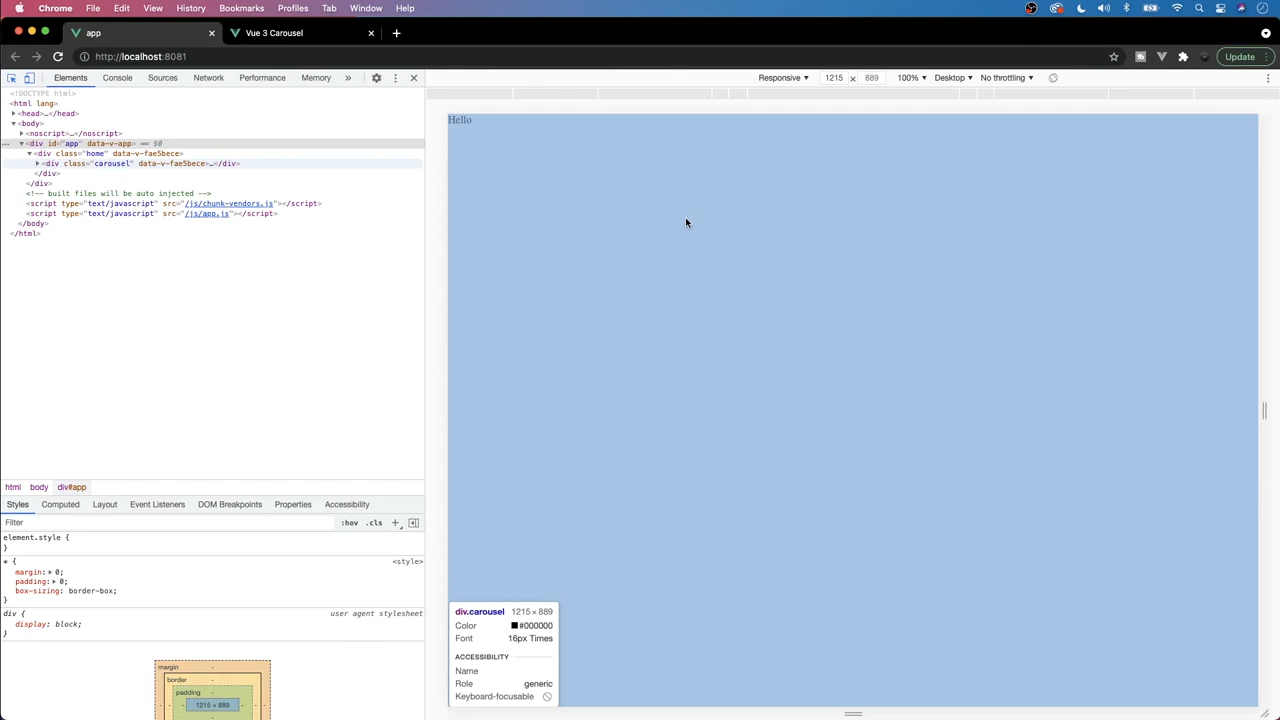 Chrome File Edit View History Bookmarks Profiles Tab Window Help
app
Vue 3 Carousel
http://localhost:8081
Update
Elements Console Sources Network Performance Memory
Responsive 1215 × 889 100% Desktop No throttling
<!DOCTYPE html>
<html lang>
<head>…</head>
<body>
<noscript>…</noscript>
<div id="app" data-v-app> == $0
<div class="home" data-v-fae5bece>
<div class="carousel" data-v-fae5bece>…</div>
</div>
</div>
<!-- built files will be auto injected -->
<script type="text/javascript" src="/js/chunk-vendors.js"></script>
<script type="text/javascript" src="/js/app.js"></script>
</body>
</html>
Hello
html body div#app
Styles Computed Layout Event Listeners DOM Breakpoints Properties Accessibility
Filter :hov .cls +
element.style {
}
* { <style>
margin: 0;
padding: 0;
box-sizing: border-box;
}
div { user agent stylesheet
display: block;
}
margin -
border -
padding -
- - - 1215 × 889 - - -
-
div.carousel 1215 × 889
Color #000000
Font 16px Times
ACCESSIBILITY
Name
Role generic
Keyboard-focusable